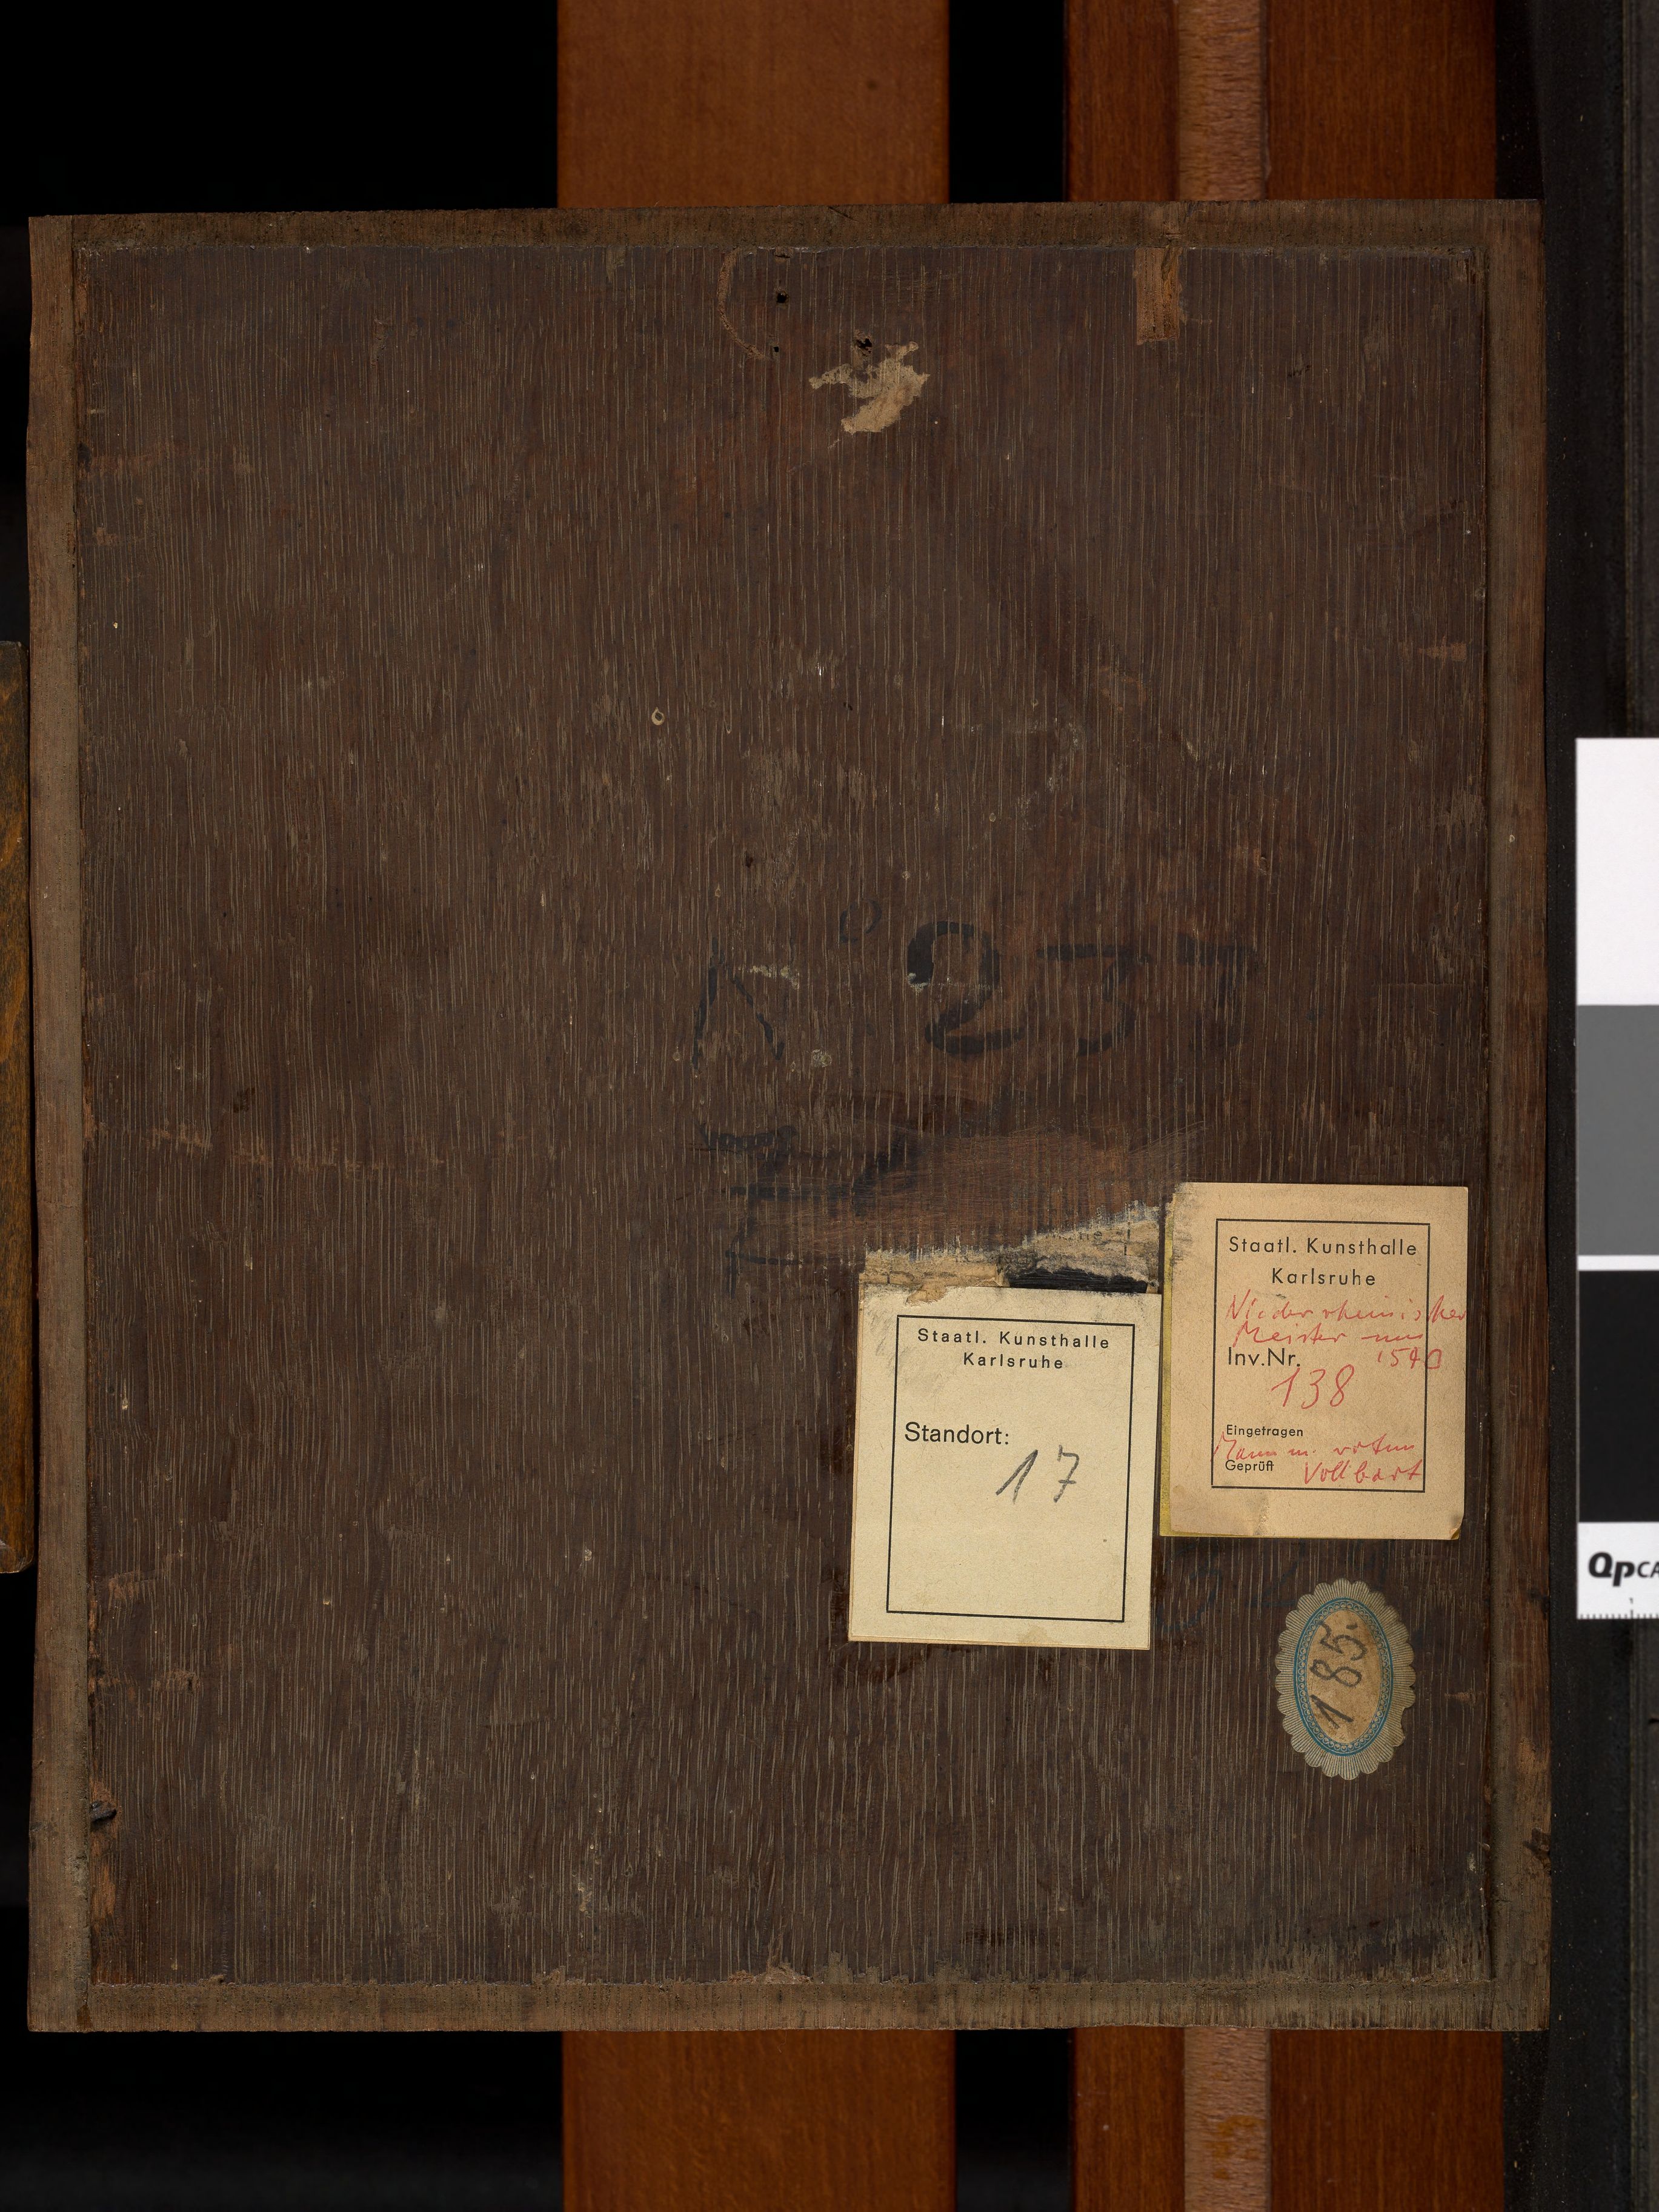 N° 237
Staatl. Kunsthalle
Karlsruhe
Niederrheinischer
Meister um
Inv.Nr. 1540
138
Eingetragen
Mann m. rotem
Geprüft Vollbart
Staatl. Kunsthalle
Karlsruhe
Standort:
17
185.
QPCA